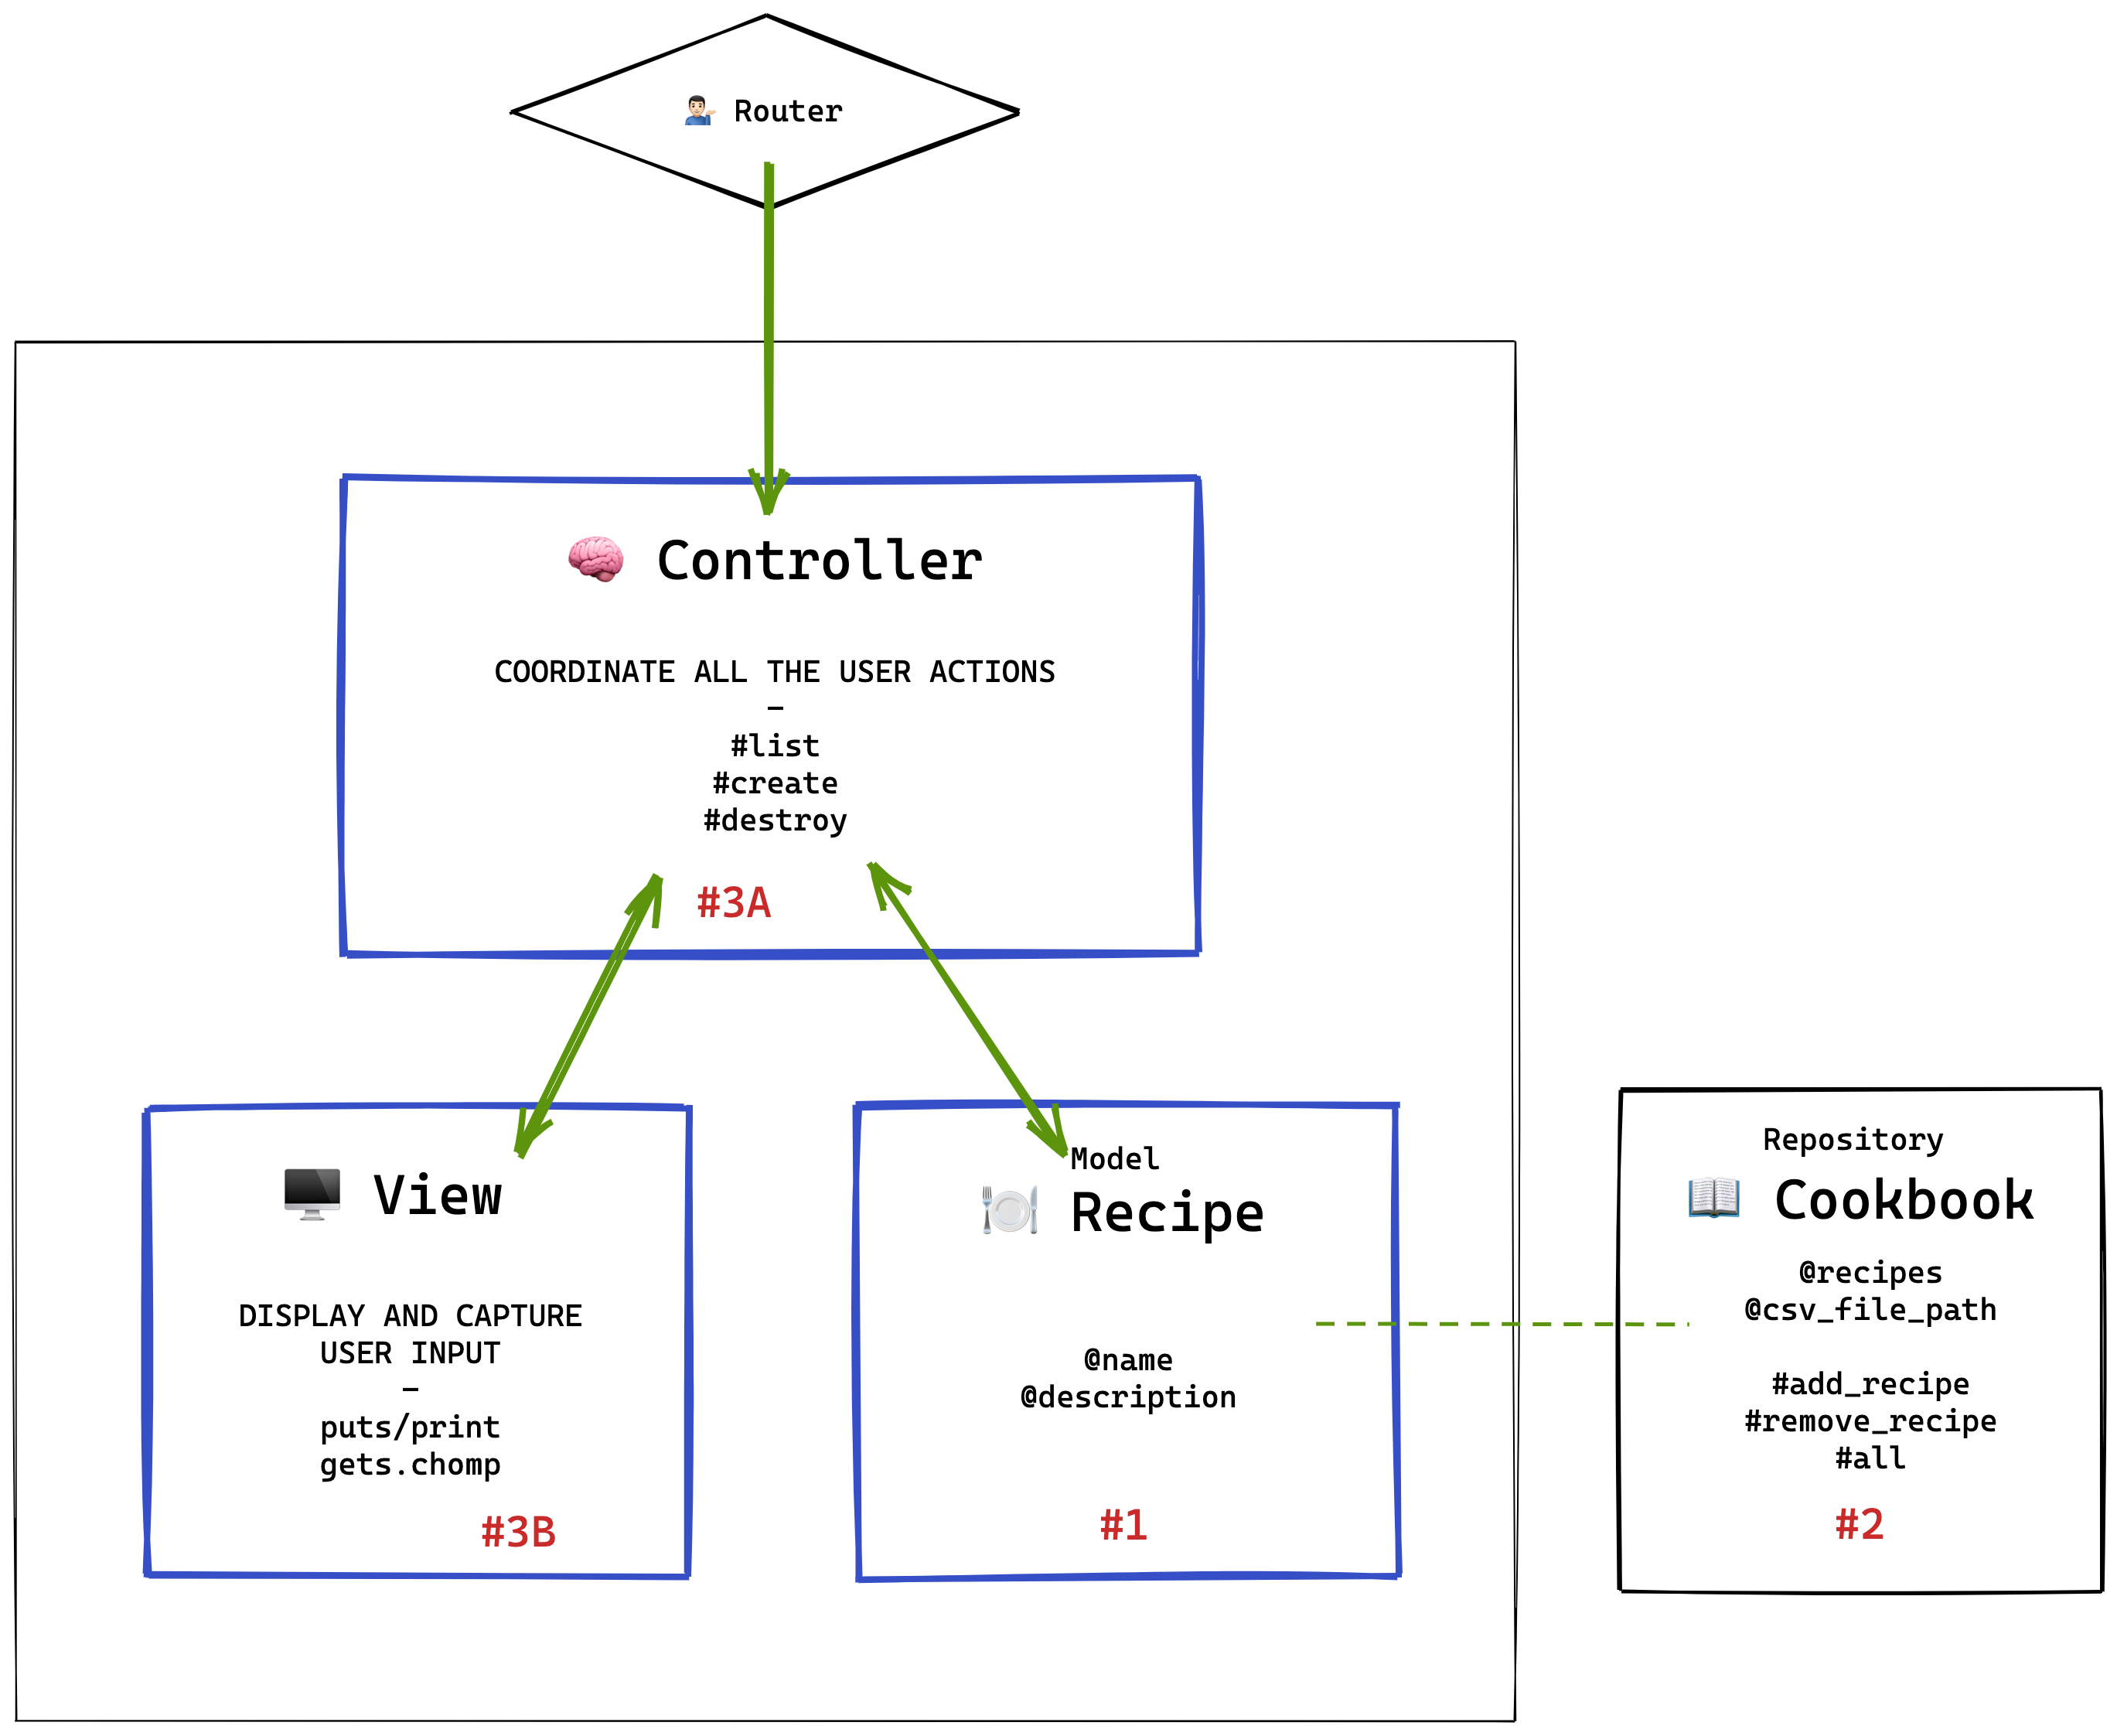 Router
Controller
COORDINATE ALL THE USER ACTIONS
–
#list
#create
#destroy
#3A
View
DISPLAY AND CAPTURE
USER INPUT
–
puts/print
gets.chomp
#3B
Model
Recipe
@name
@description
#1
Repository
Cookbook
@recipes
@csv_file_path
#add_recipe
#remove_recipe
#all
#2